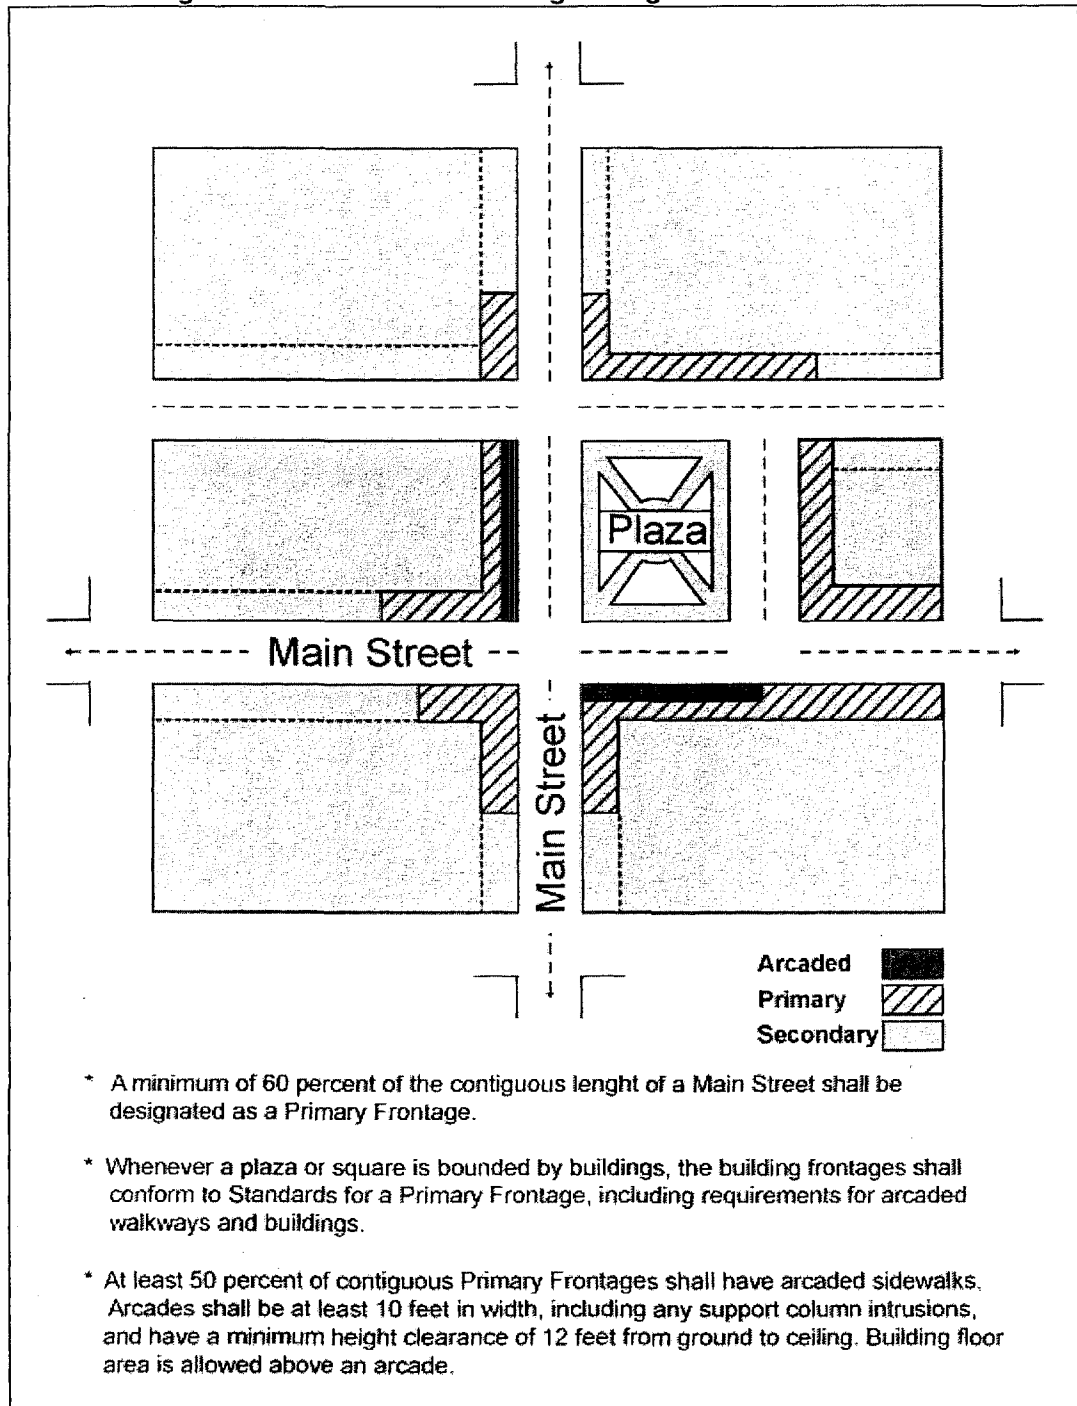 Plaza
Main Street
Main Street
Arcaded
Primary
Secondary
* A minimum of 60 percent of the contiguous lenght of a Main Street shall be
designated as a Primary Frontage.
* Whenever a plaza or square is bounded by buildings, the building frontages shall
conform to Standards for a Primary Frontage, including requirements for arcaded
walkways and buildings.
* At least 50 percent of contiguous Primary Frontages shall have arcaded sidewalks.
Arcades shall be at least 10 feet in width, including any support column intrusions,
and have a minimum height clearance of 12 feet from ground to ceiling. Building floor
area is allowed above an arcade.